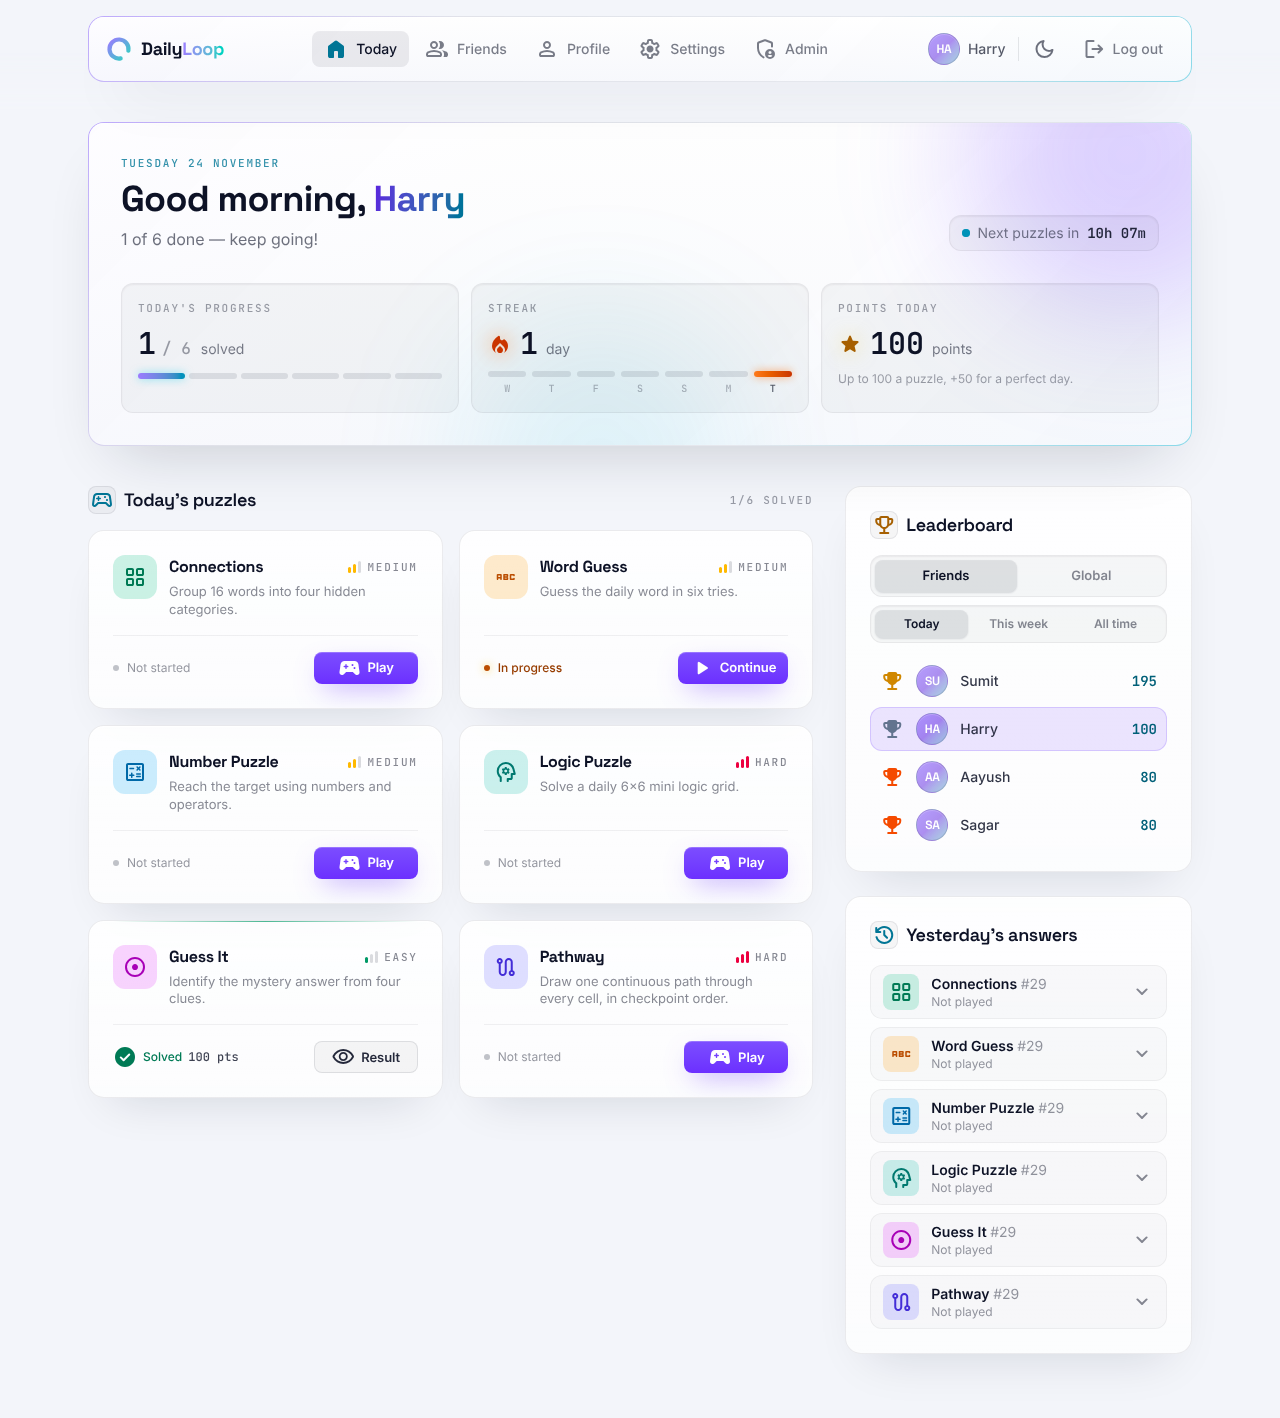 DailyLoop
Today
Friends
Profile
Settings
Admin
HA
Harry
Log out
TUESDAY 24 NOVEMBER
Good morning, Harry
1 of 6 done — keep going!
Next puzzles in 10h 07m
TODAY'S PROGRESS
1 / 6 solved
STREAK
1 day
W T F S S M T
POINTS TODAY
100 points
Up to 100 a puzzle, +50 for a perfect day.
Today's puzzles
1/6 SOLVED
Connections
MEDIUM
Group 16 words into four hidden
categories.
Not started
Play
ABC
Word Guess
MEDIUM
Guess the daily word in six tries.
In progress
Continue
Number Puzzle
MEDIUM
Reach the target using numbers and
operators.
Not started
Play
Logic Puzzle
HARD
Solve a daily 6×6 mini logic grid.
Not started
Play
Guess It
EASY
Identify the mystery answer from four
clues.
Solved 100 pts
Result
Pathway
HARD
Draw one continuous path through
every cell, in checkpoint order.
Not started
Play
Leaderboard
Friends
Global
Today
This week
All time
SU Sumit 195
HA Harry 100
AA Aayush 80
SA Sagar 80
Yesterday's answers
Connections #29
Not played
ABC
Word Guess #29
Not played
Number Puzzle #29
Not played
Logic Puzzle #29
Not played
Guess It #29
Not played
Pathway #29
Not played